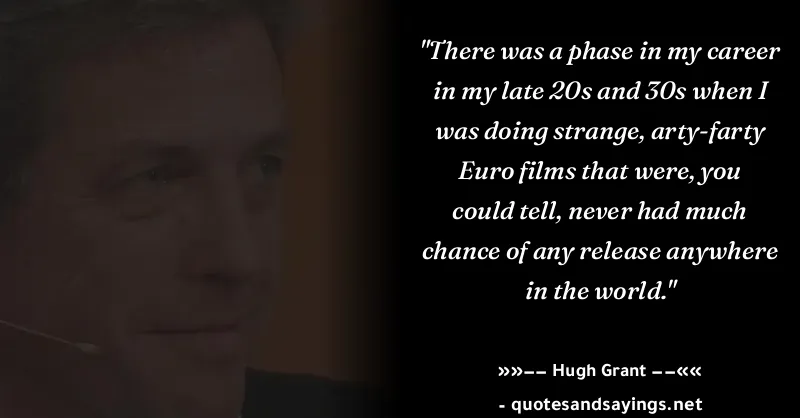 "There was a phase in my career
in my late 20s and 30s when I
was doing strange, arty-farty
Euro films that were, you
could tell, never had much
chance of any release anywhere
in the world."
»»−− Hugh Grant −−««
- quotesandsayings.net